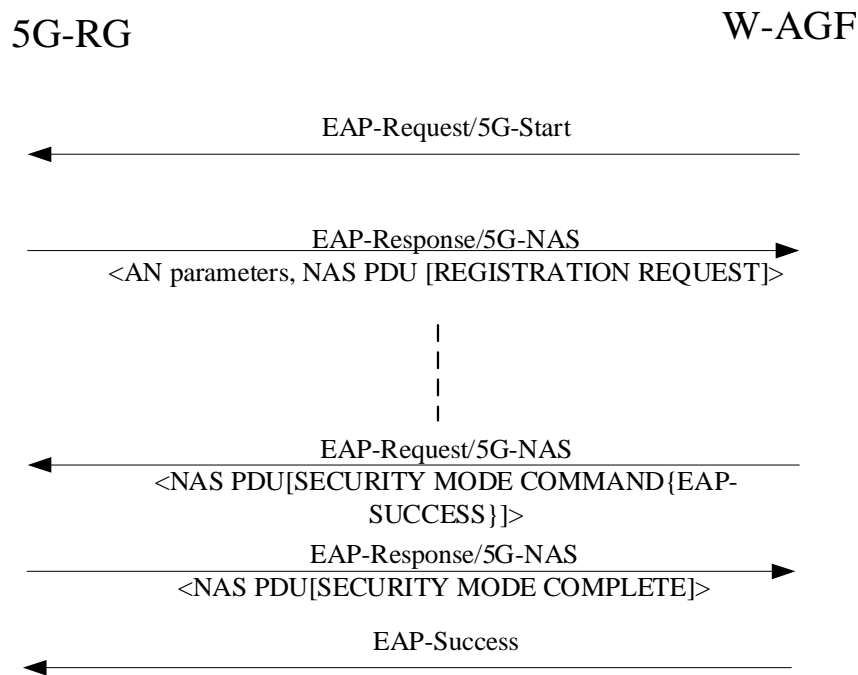 5G-RG
W-AGF
EAP-Request/5G-Start
EAP-Response/5G-NAS
<AN parameters, NAS PDU [REGISTRATION REQUEST]>
EAP-Request/5G-NAS
<NAS PDU[SECURITY MODE COMMAND{EAP-
SUCCESS}]>
EAP-Response/5G-NAS
<NAS PDU[SECURITY MODE COMPLETE]>
EAP-Success